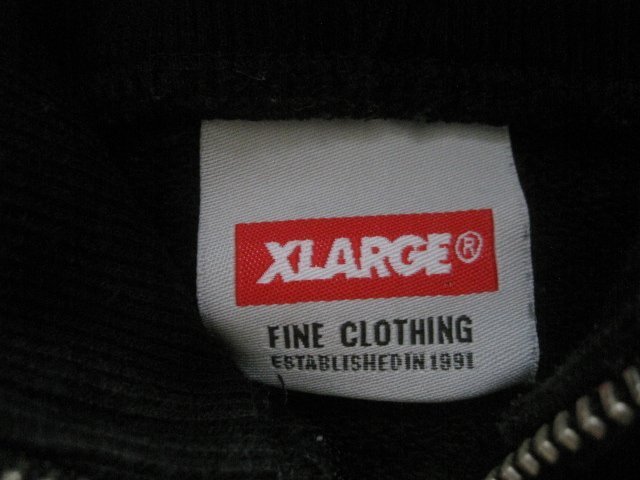 XLARGE®
FINE CLOTHING
ESTABLISHED IN 1991